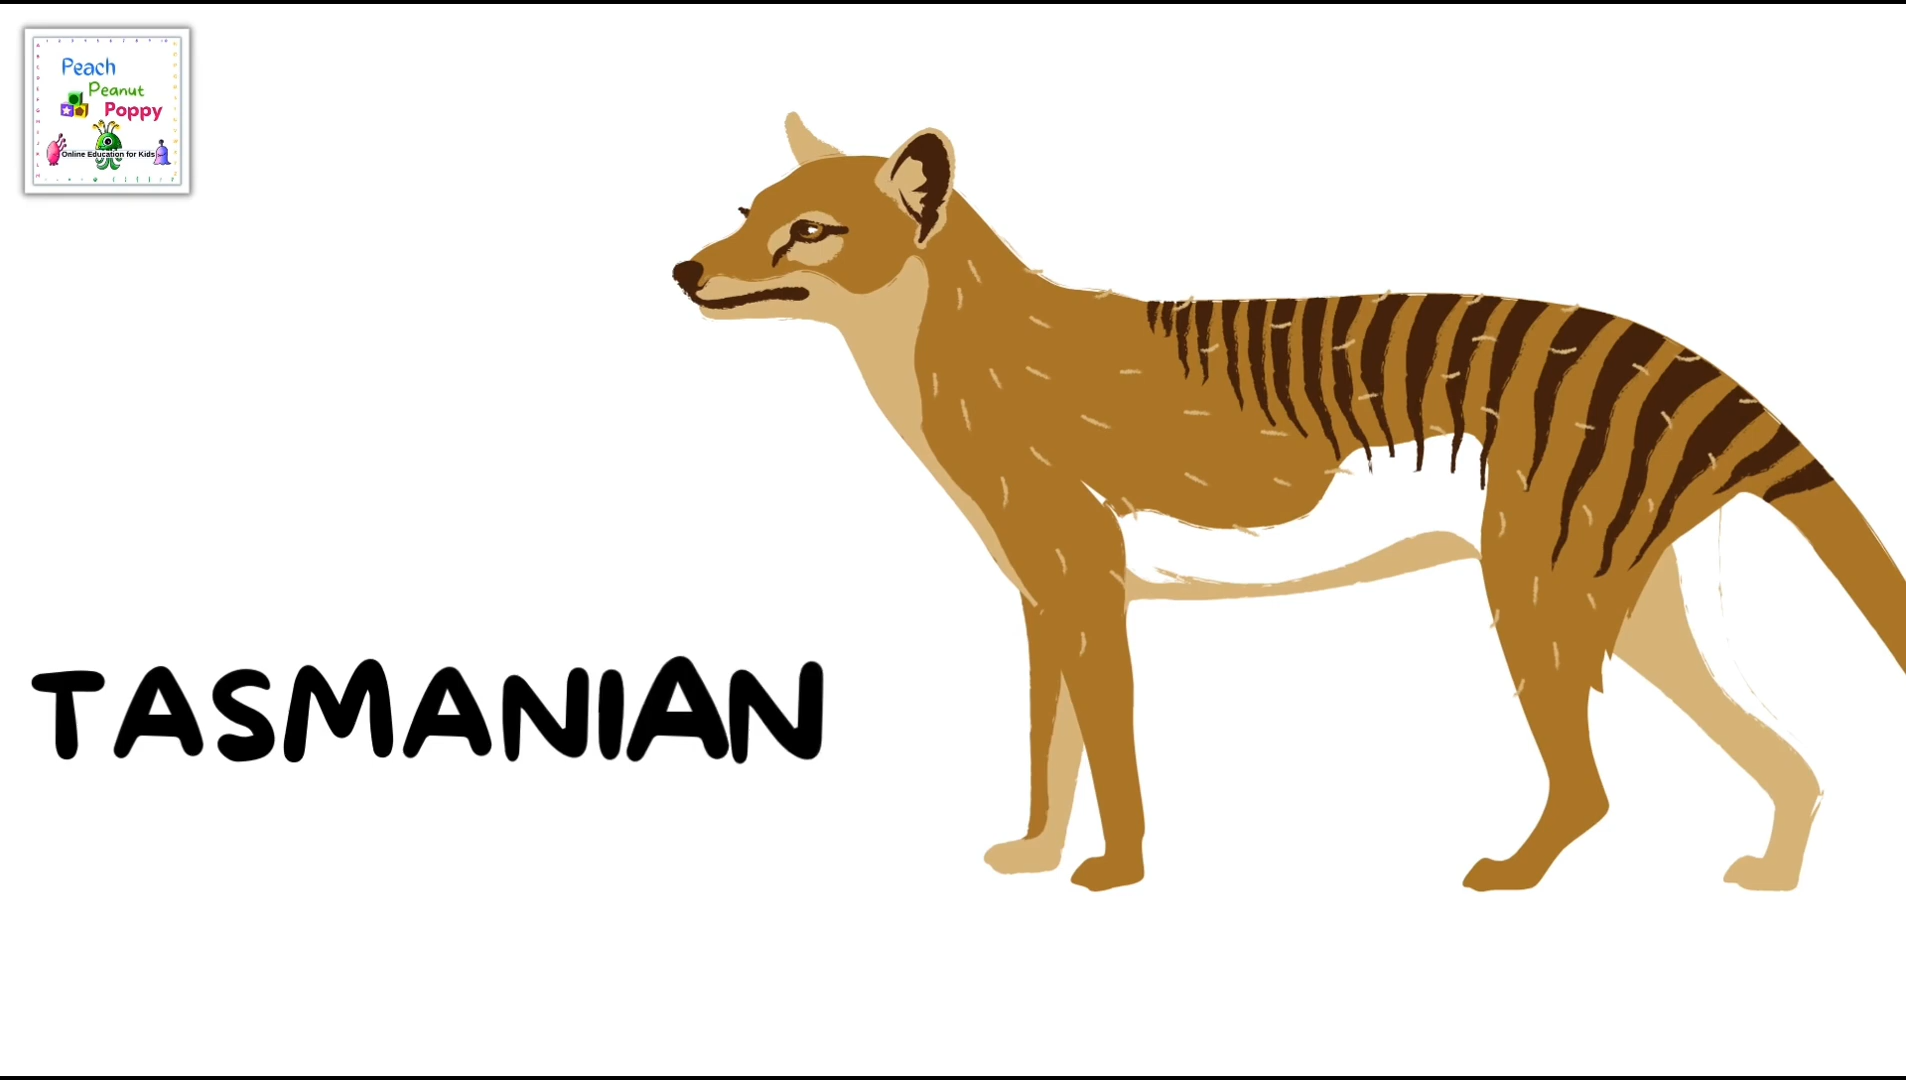 Peach
Peanut
Poppy
Online Education for Kids
TASMANIAN